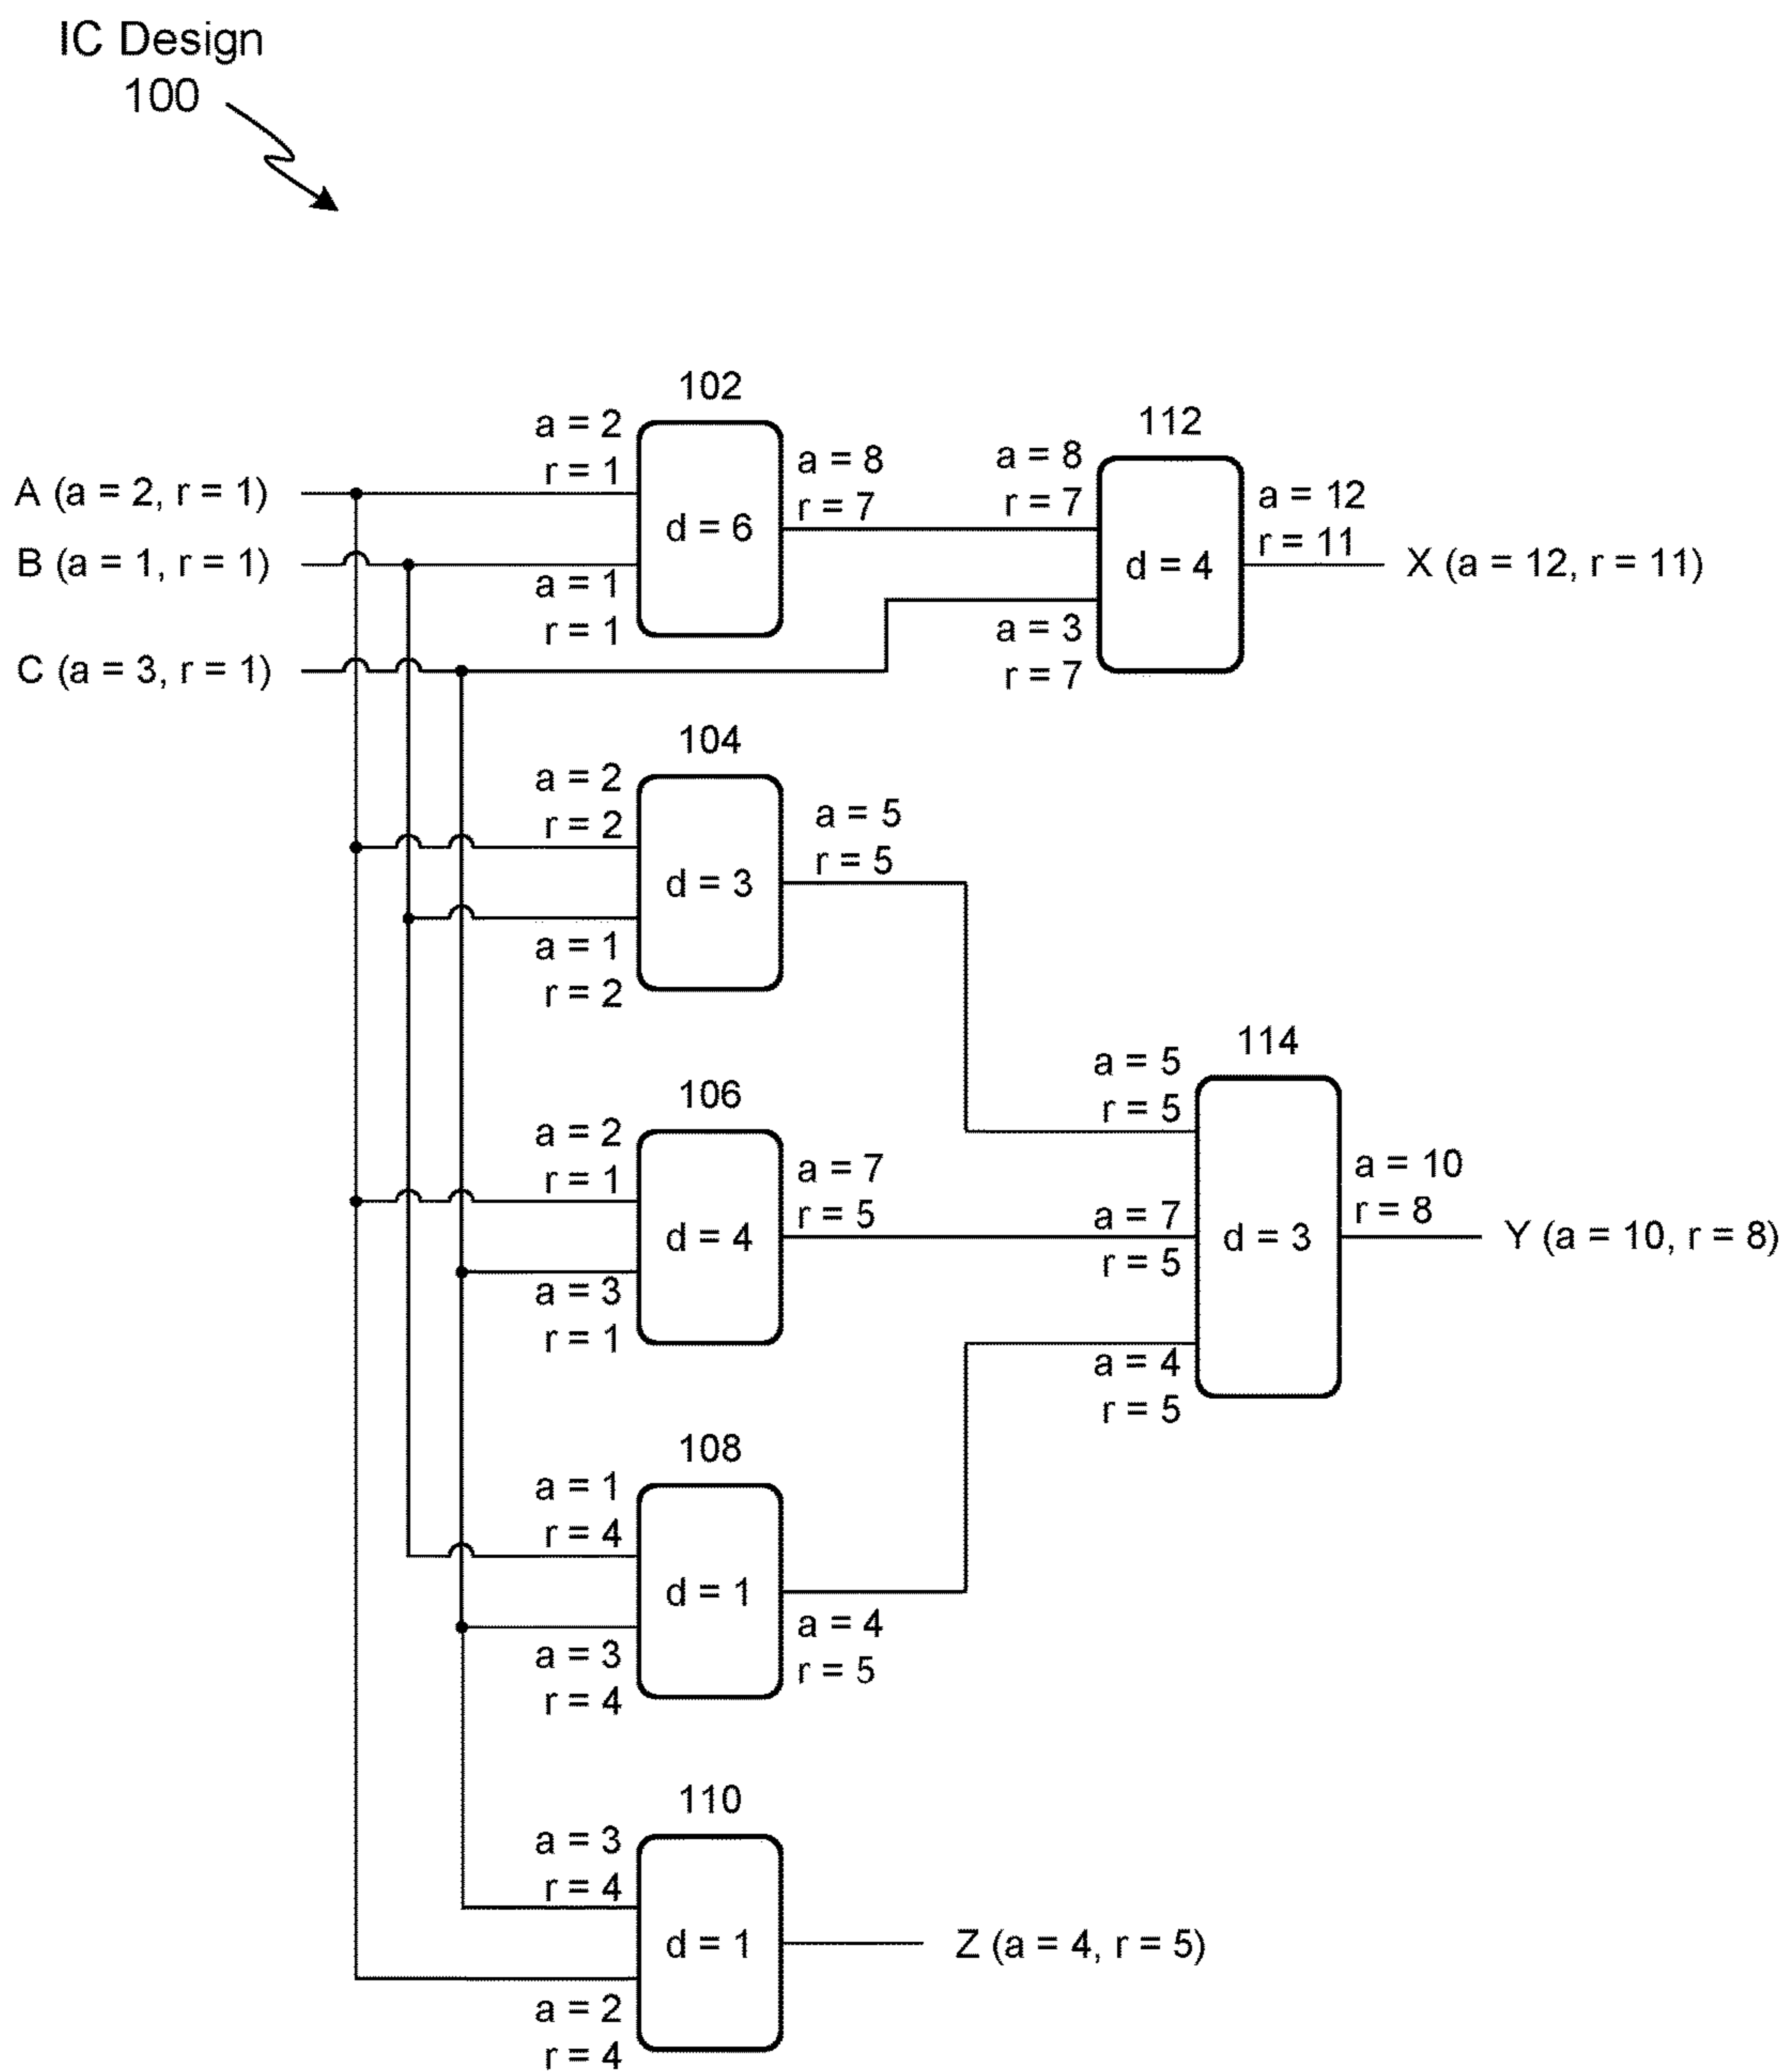 IC Design
100
102
a = 2
r = 1
a = 8
r = 7
d = 6
a = 1
r = 1
112
a = 8
r = 7
a = 12
r = 11
d = 4
a = 3
r = 7
A (a = 2, r = 1)
B (a = 1, r = 1)
C (a = 3, r = 1)
X (a = 12, r = 11)
104
a = 2
r = 2
a = 5
r = 5
d = 3
a = 1
r = 2
106
a = 2
r = 1
a = 7
r = 5
d = 4
a = 3
r = 1
114
a = 5
r = 5
a = 7
r = 5
d = 3
a = 10
r = 8
Y (a = 10, r = 8)
a = 4
r = 5
108
a = 1
r = 4
d = 1
a = 4
r = 5
a = 3
r = 4
110
a = 3
r = 4
d = 1
Z (a = 4, r = 5)
a = 2
r = 4